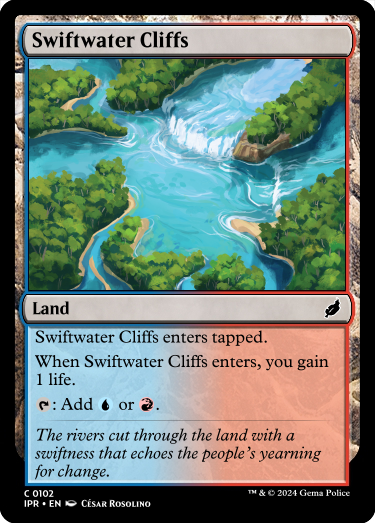 Swiftwater Cliffs
Land
Swiftwater Cliffs enters tapped.
When Swiftwater Cliffs enters, you gain
1 life.
: Add or .
The rivers cut through the land with a
swiftness that echoes the people's yearning
for change.
C 0102
IPR • EN César Rosolino
™ & © 2024 Gema Police